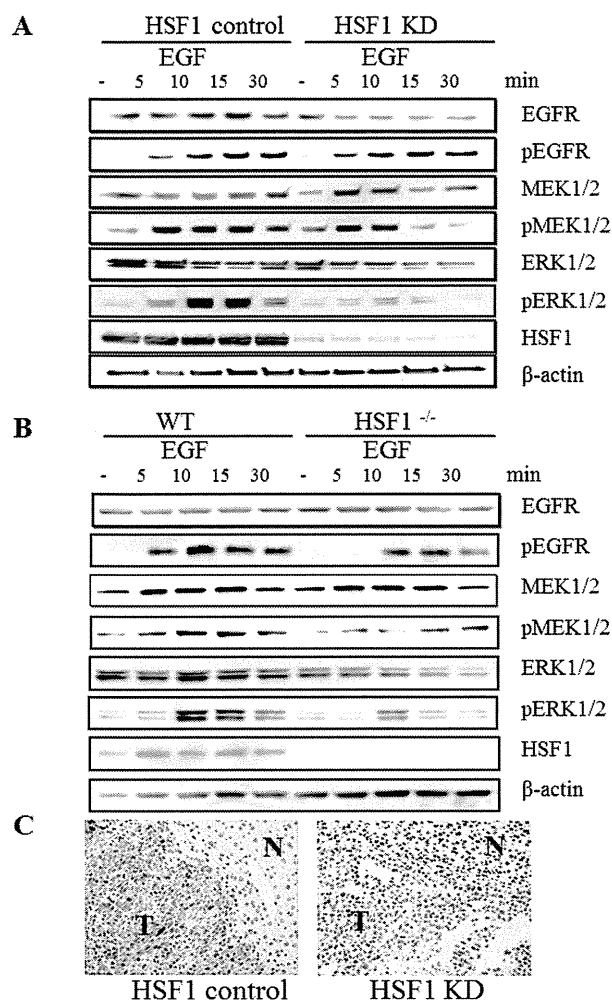 A
HSF1 control HSF1 KD
EGF EGF
- 5 10 15 30 - 5 10 15 30 min
EGFR
pEGFR
MEK1/2
pMEK1/2
ERK1/2
pERK1/2
HSF1
β-actin
B
WT HSF1 -/-
EGF EGF
- 5 10 15 30 - 5 10 15 30 min
EGFR
pEGFR
MEK1/2
pMEK1/2
ERK1/2
pERK1/2
HSF1
β-actin
C
N N
T T
HSF1 control HSF1 KD